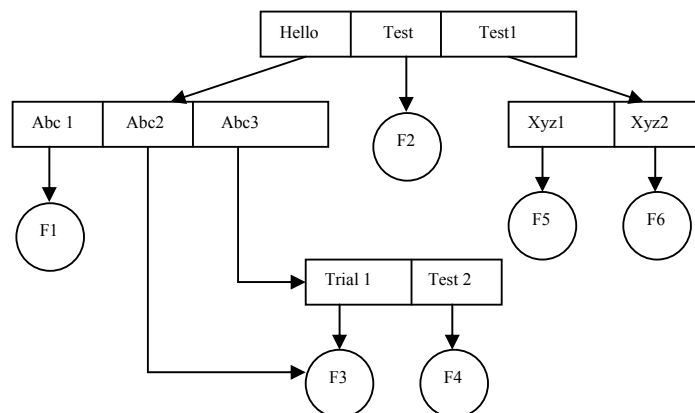 Hello Test Test1
Abc 1 Abc2 Abc3
Xyz1 Xyz2
F2
F1
F5 F6
Trial 1 Test 2
F3 F4